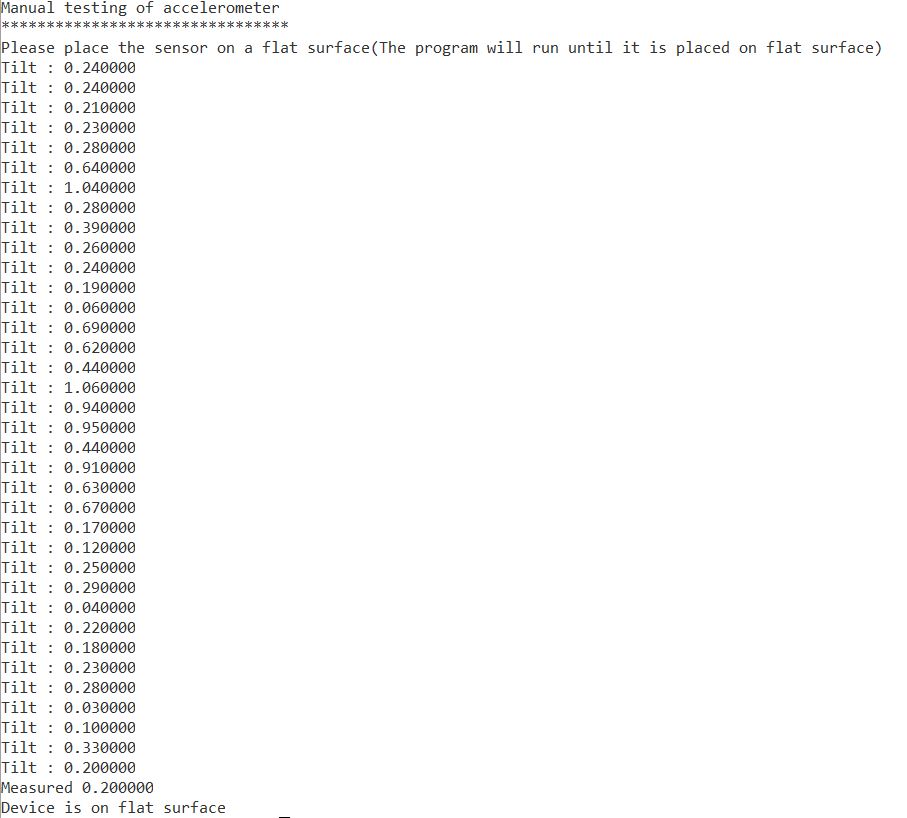 Manual testing of accelerometer
********************************
Please place the sensor on a flat surface(The program will run until it is placed on flat surface)
Tilt : 0.240000
Tilt : 0.240000
Tilt : 0.210000
Tilt : 0.230000
Tilt : 0.280000
Tilt : 0.640000
Tilt : 1.040000
Tilt : 0.280000
Tilt : 0.390000
Tilt : 0.260000
Tilt : 0.240000
Tilt : 0.190000
Tilt : 0.060000
Tilt : 0.690000
Tilt : 0.620000
Tilt : 0.440000
Tilt : 1.060000
Tilt : 0.940000
Tilt : 0.950000
Tilt : 0.440000
Tilt : 0.910000
Tilt : 0.630000
Tilt : 0.670000
Tilt : 0.170000
Tilt : 0.120000
Tilt : 0.250000
Tilt : 0.290000
Tilt : 0.040000
Tilt : 0.220000
Tilt : 0.180000
Tilt : 0.230000
Tilt : 0.280000
Tilt : 0.030000
Tilt : 0.100000
Tilt : 0.330000
Tilt : 0.200000
Measured 0.200000
Device is on flat surface